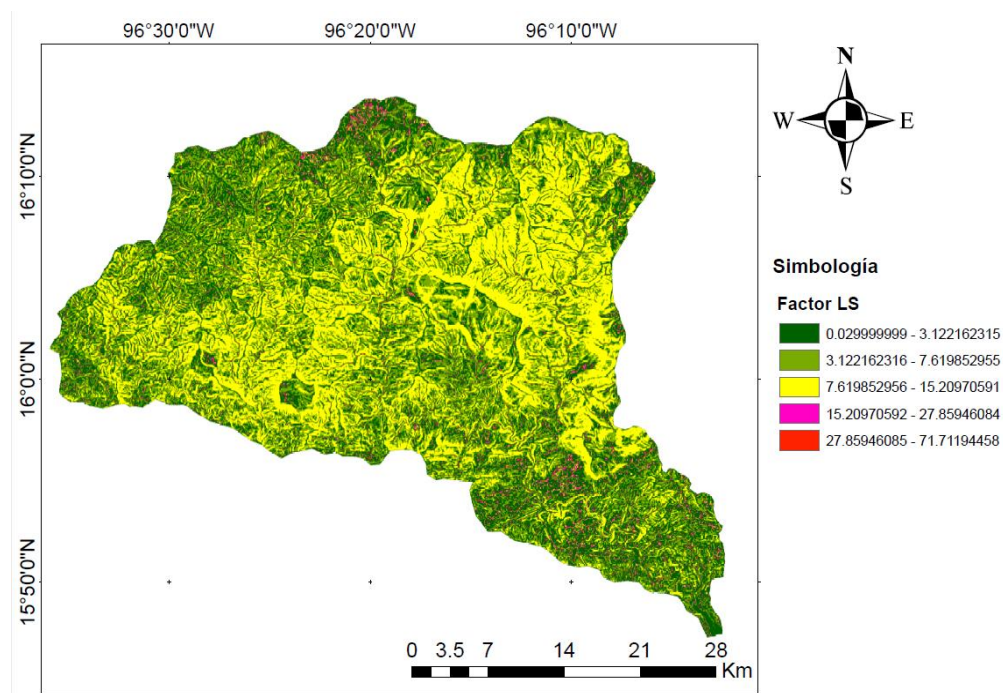 96°30'0"W 96°20'0"W 96°10'0"W
16°10'0"N
16°0'0"N
15°50'0"N
N
W E
S
Simbología
Factor LS
0.029999999 - 3.122162315
3.122162316 - 7.619852955
7.619852956 - 15.20970591
15.20970592 - 27.85946084
27.85946085 - 71.71194458
0 3.5 7 14 21 28
Km